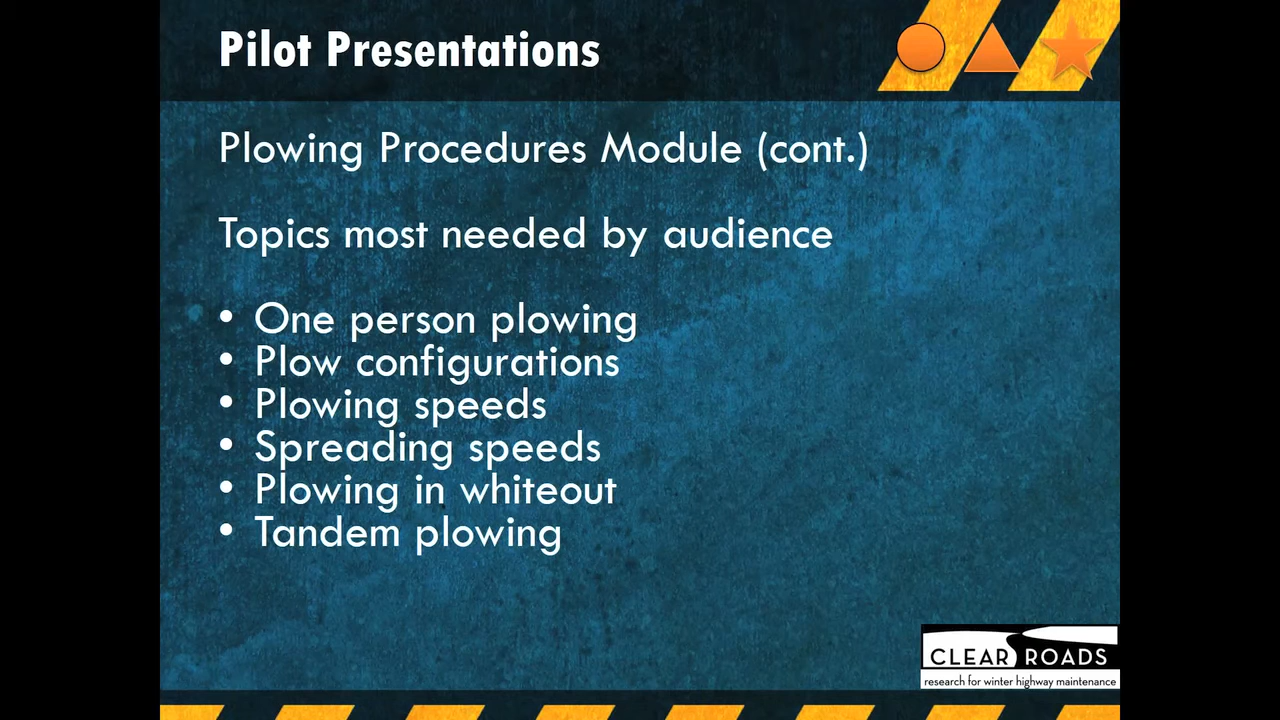 Pilot Presentations
Plowing Procedures Module (cont.)
Topics most needed by audience
• One person plowing
• Plow configurations
• Plowing speeds
• Spreading speeds
• Plowing in whiteout
• Tandem plowing
CLEAR ROADS
research for winter highway maintenance